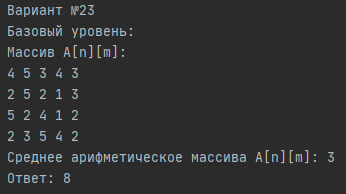 Вариант №23
Базовый уровень:
Массив A[n][m]:
4 5 3 4 3
2 5 2 1 3
5 2 4 1 2
2 3 5 4 2
Среднее арифметическое массива A[n][m]: 3
Ответ: 8